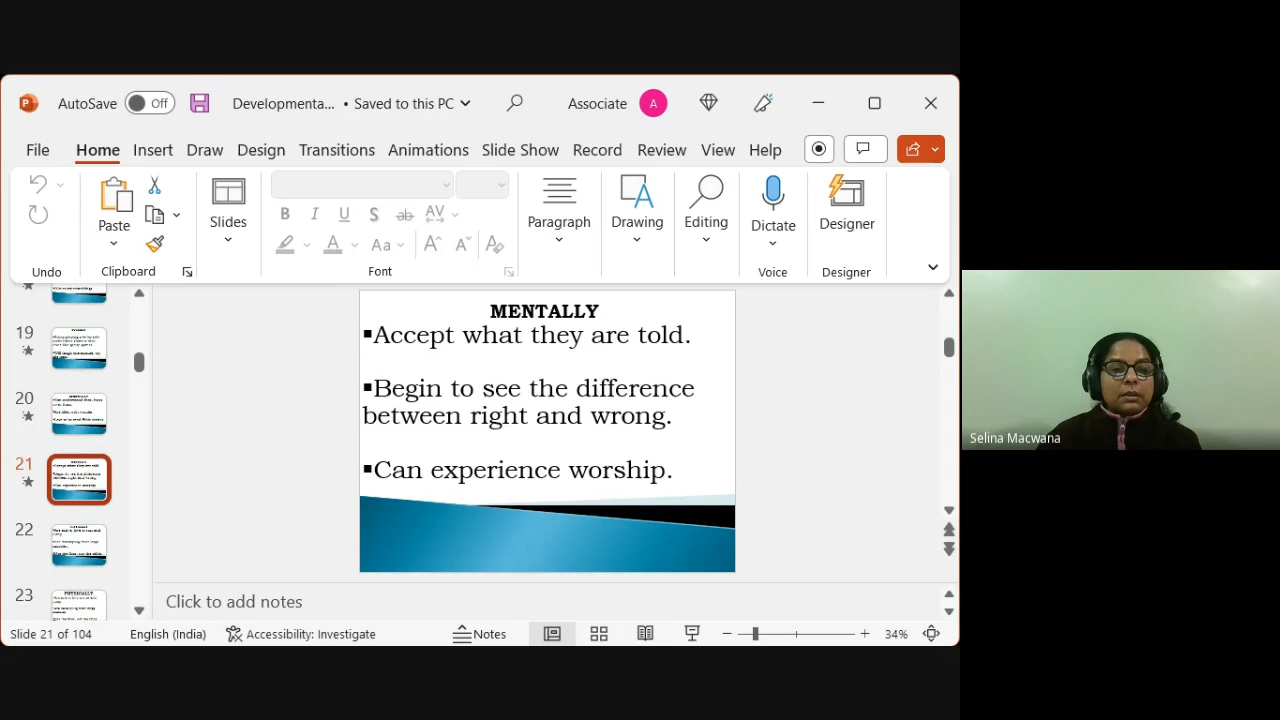 AutoSave Off Developmenta... • Saved to this PC Associate A
File Home Insert Draw Design Transitions Animations Slide Show Record Review View Help
Paste Slides Paragraph Drawing Editing Dictate Designer
Undo Clipboard Font Voice Designer
19
20
21
22
23
PHYSICALLY
MENTALLY
▪Accept what they are told.
▪Begin to see the difference
between right and wrong.
▪Can experience worship.
Click to add notes
Slide 21 of 104 English (India) Accessibility: Investigate Notes 34%
Selina Macwana